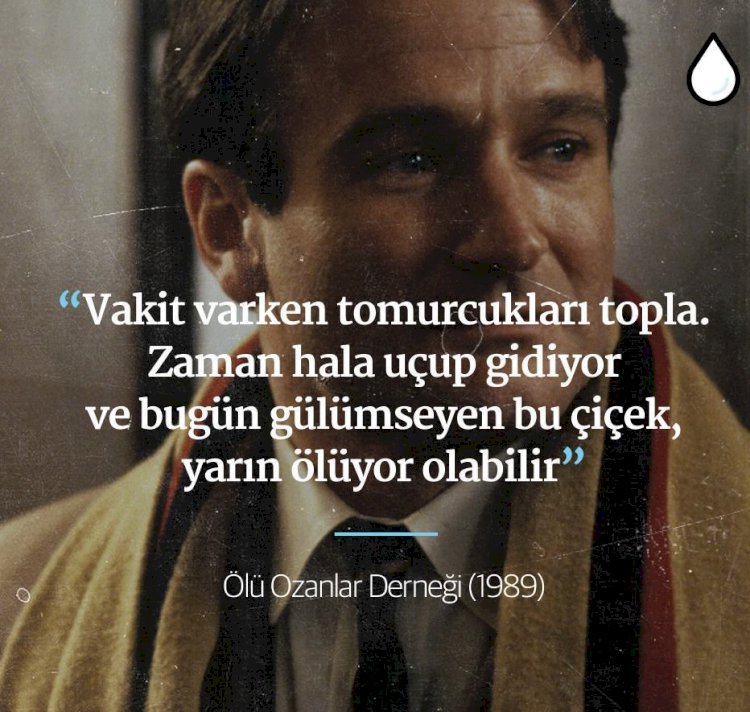 “Vakit varken tomurcukları topla.
Zaman hala uçup gidiyor
ve bugün gülümseyen bu çiçek,
yarın ölüyor olabilir”
Ölü Ozanlar Derneği (1989)